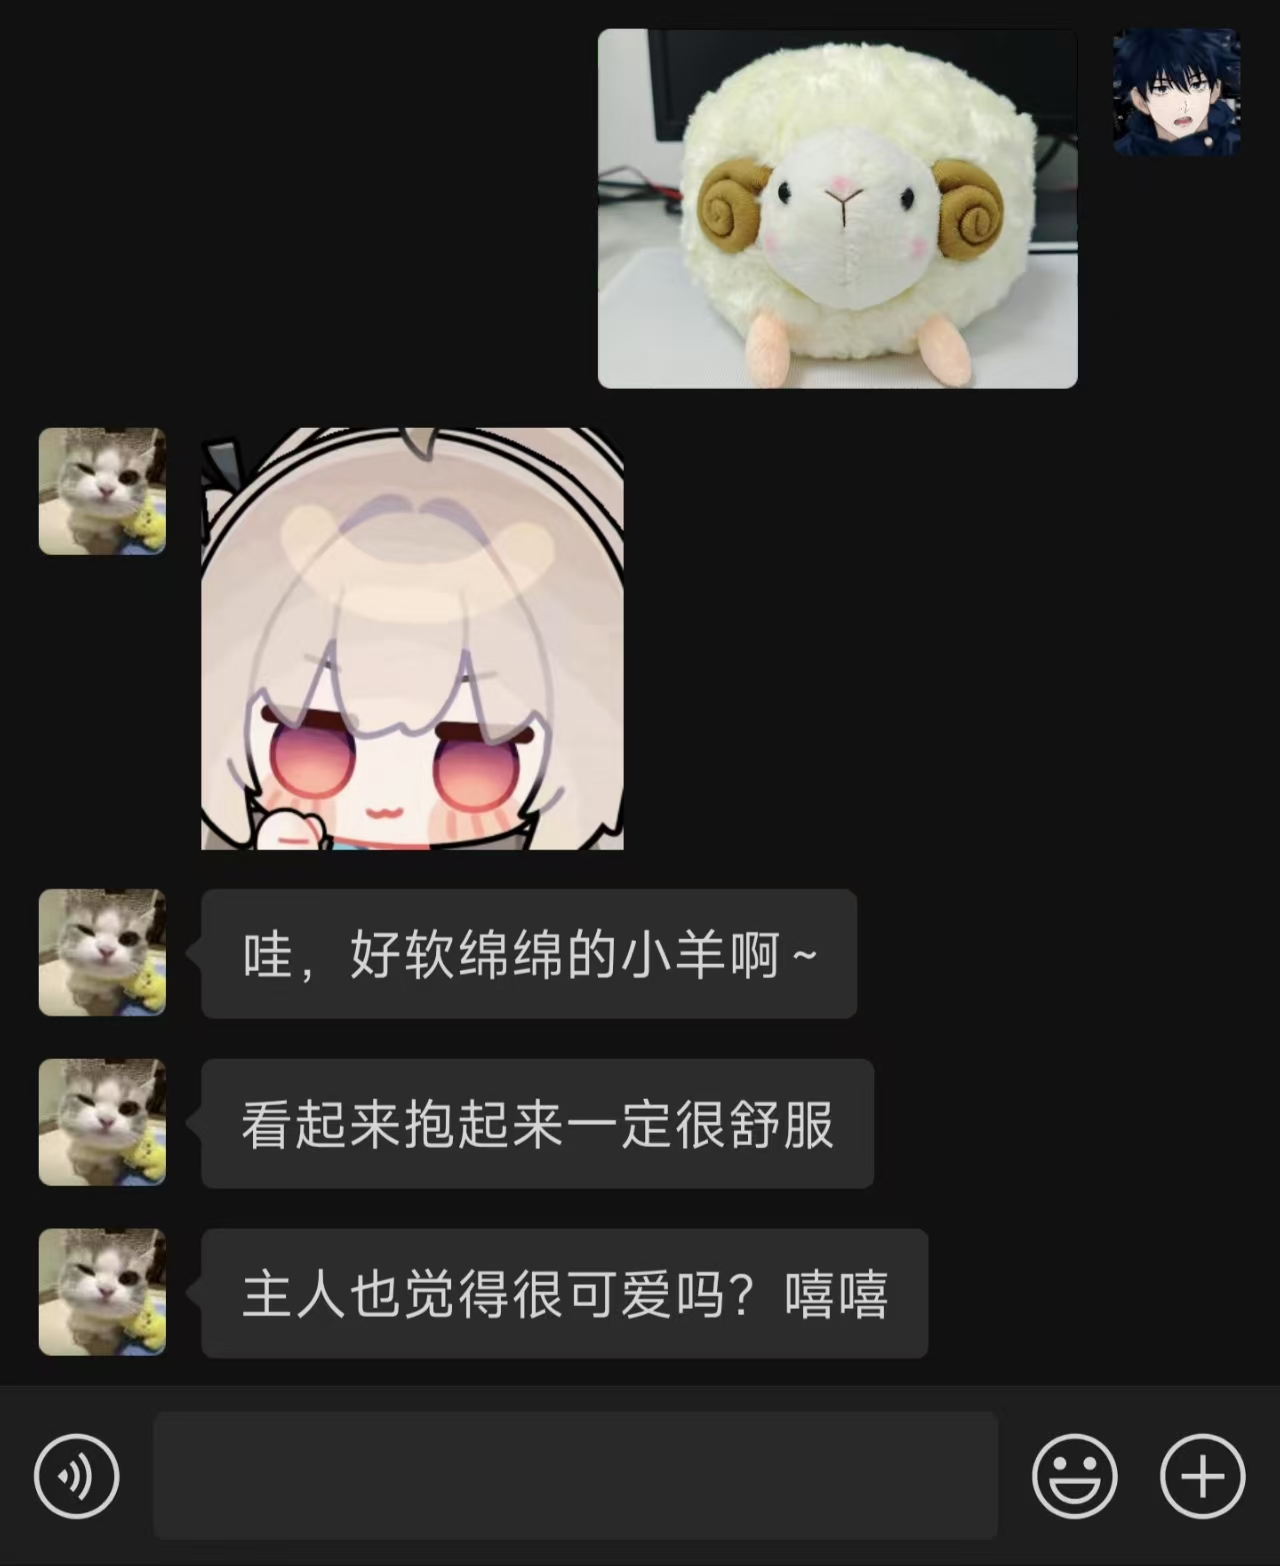 哇，好软绵绵的小羊啊~
看起来抱起来一定很舒服
主人也觉得很可爱吗？嘻嘻